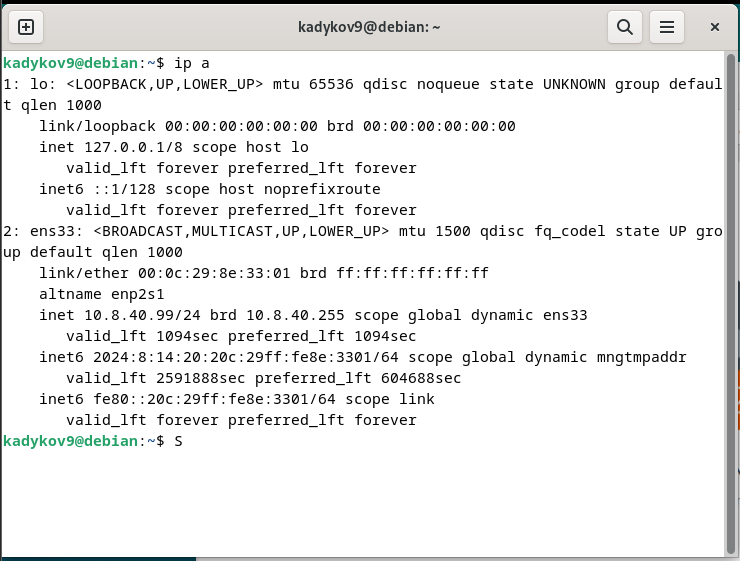 kadykov9@debian: ~
kadykov9@debian:~$ ip a
1: lo: <LOOPBACK,UP,LOWER_UP> mtu 65536 qdisc noqueue state UNKNOWN group defaul
t qlen 1000
    link/loopback 00:00:00:00:00:00 brd 00:00:00:00:00:00
    inet 127.0.0.1/8 scope host lo
       valid_lft forever preferred_lft forever
    inet6 ::1/128 scope host noprefixroute
       valid_lft forever preferred_lft forever
2: ens33: <BROADCAST,MULTICAST,UP,LOWER_UP> mtu 1500 qdisc fq_codel state UP gro
up default qlen 1000
    link/ether 00:0c:29:8e:33:01 brd ff:ff:ff:ff:ff:ff
    altname enp2s1
    inet 10.8.40.99/24 brd 10.8.40.255 scope global dynamic ens33
       valid_lft 1094sec preferred_lft 1094sec
    inet6 2024:8:14:20:20c:29ff:fe8e:3301/64 scope global dynamic mngtmpaddr
       valid_lft 2591888sec preferred_lft 604688sec
    inet6 fe80::20c:29ff:fe8e:3301/64 scope link
       valid_lft forever preferred_lft forever
kadykov9@debian:~$ S